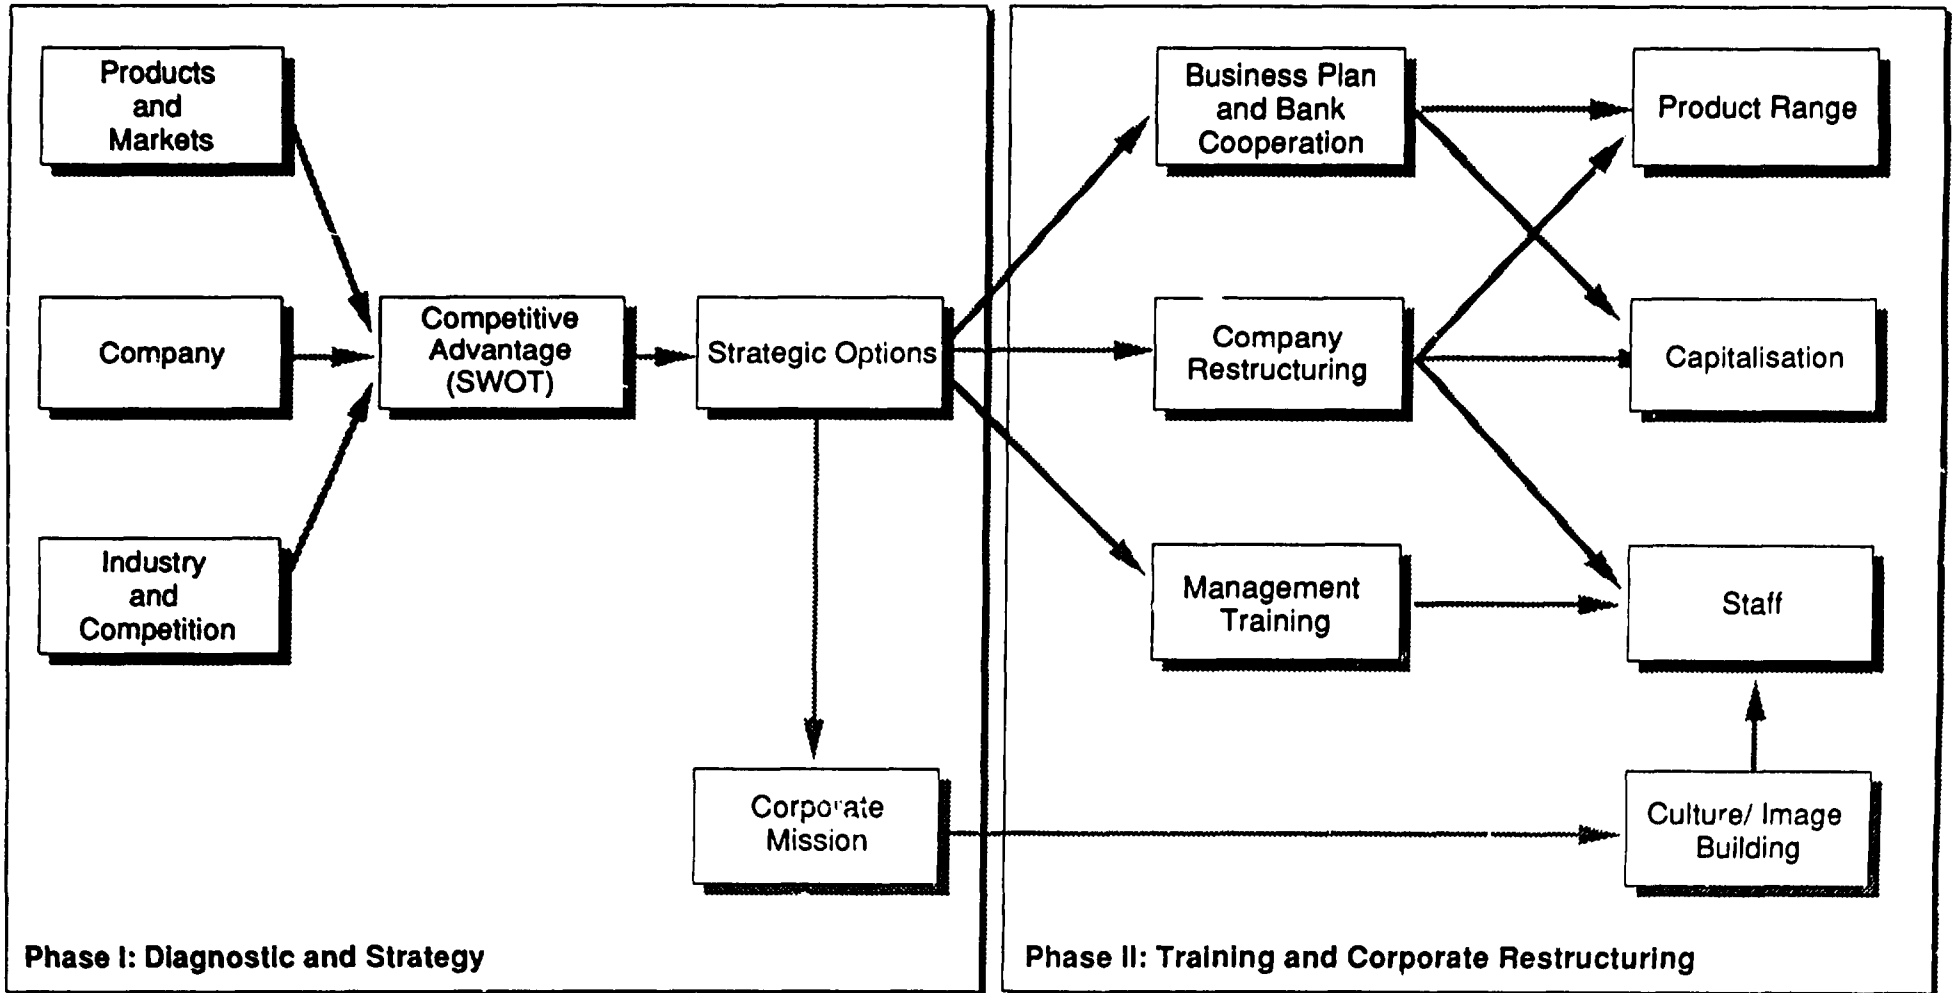 Products
and
Markets
Company
Industry
and
Competition
Competitive
Advantage
(SWOT)
Strategic Options
Corporate
Mission
Phase I: Diagnostic and Strategy
Business Plan
and Bank
Cooperation
Company
Restructuring
Management
Training
Product Range
Capitalisation
Staff
Culture/ Image
Building
Phase II: Training and Corporate Restructuring